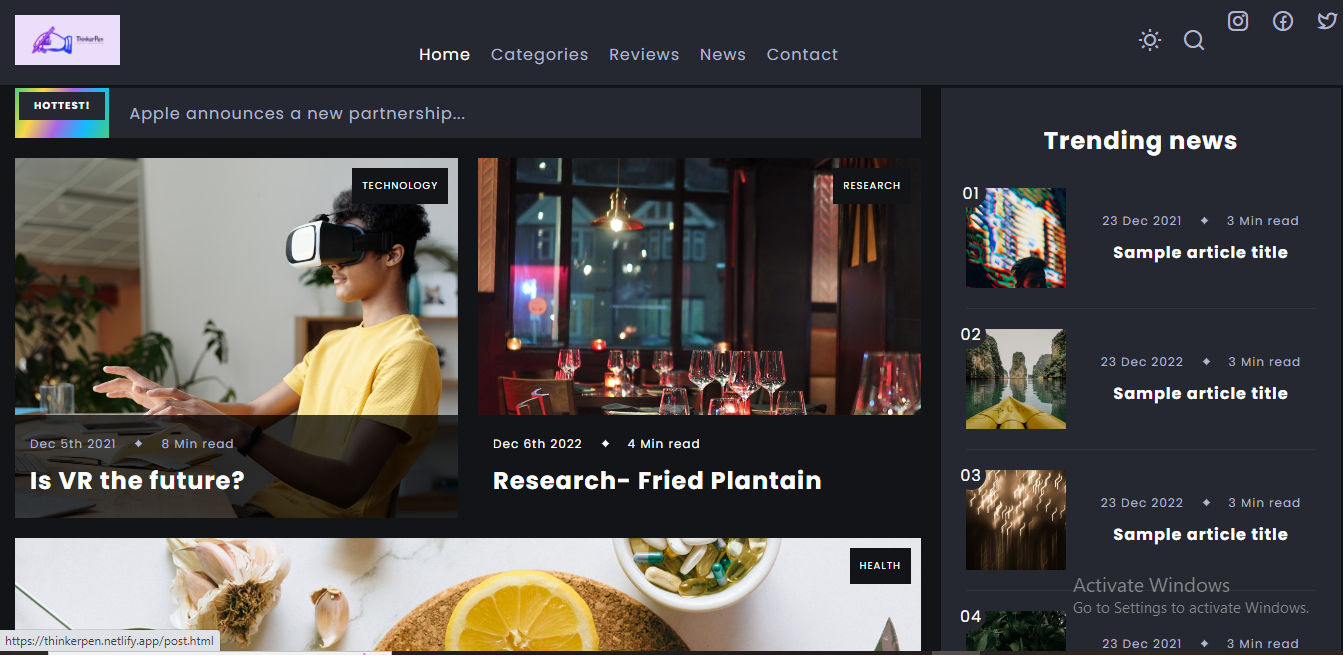 ThinkerPen
Home Categories Reviews News Contact
HOTTEST!
Apple announces a new partnership...
Trending news
TECHNOLOGY
RESEARCH
01
23 Dec 2021 ◆ 3 Min read
Sample article title
02
23 Dec 2022 ◆ 3 Min read
Sample article title
Dec 5th 2021 ◆ 8 Min read
Is VR the future?
Dec 6th 2022 ◆ 4 Min read
Research- Fried Plantain
03
23 Dec 2022 ◆ 3 Min read
Sample article title
HEALTH
Activate Windows
Go to Settings to activate Windows.
04
23 Dec 2021 ◆ 3 Min read
https://thinkerpen.netlify.app/post.html